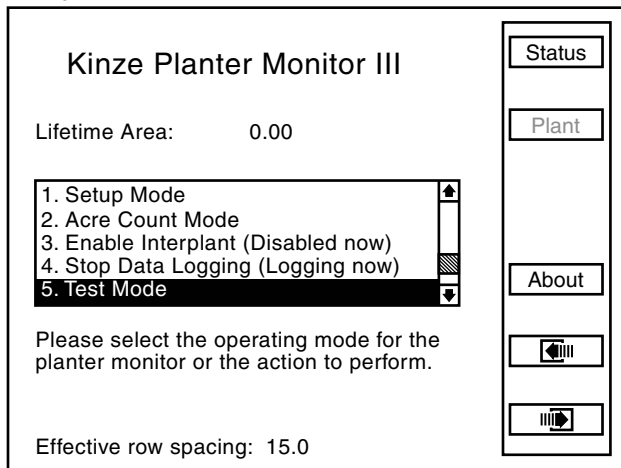 Kinze Planter Monitor III
Lifetime Area: 0.00
1. Setup Mode
2. Acre Count Mode
3. Enable Interplant (Disabled now)
4. Stop Data Logging (Logging now)
5. Test Mode
Please select the operating mode for the
planter monitor or the action to perform.
Effective row spacing: 15.0
Status
Plant
About